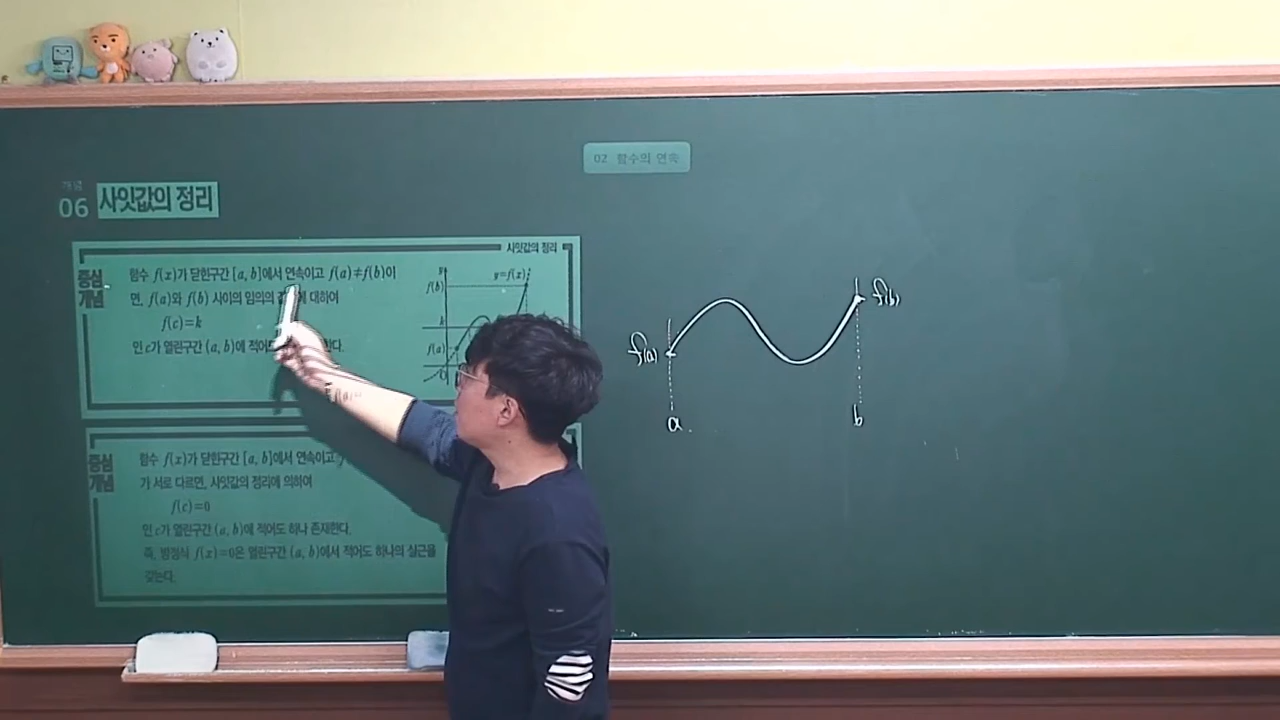 02 함수의 연속
개념
06 사잇값의 정리
사잇값의 정리
중심
개념
함수 f(x)가 닫힌구간 [a, b]에서 연속이고 f(a)≠f(b)이
면, f(a)와 f(b) 사이의 임의의 대하여
f(c)=k
인 c가 열린구간 (a, b)에
y
y=f(x)
f(b)
f(a)
중심
개념
함수 f(x)가 닫힌구간 [a, b]에서 연속이고
가 서로 다르면, 사잇값의 정리에 의하여
f(c)=0
인 c가 열린구간 (a, b)에 적어도 하나 존재한다.
즉, 방정식 f(x)=0은 열린구간 (a, b)에서 적어도 하나의 실근을
갖는다.
f(a)
f(b)
a
b